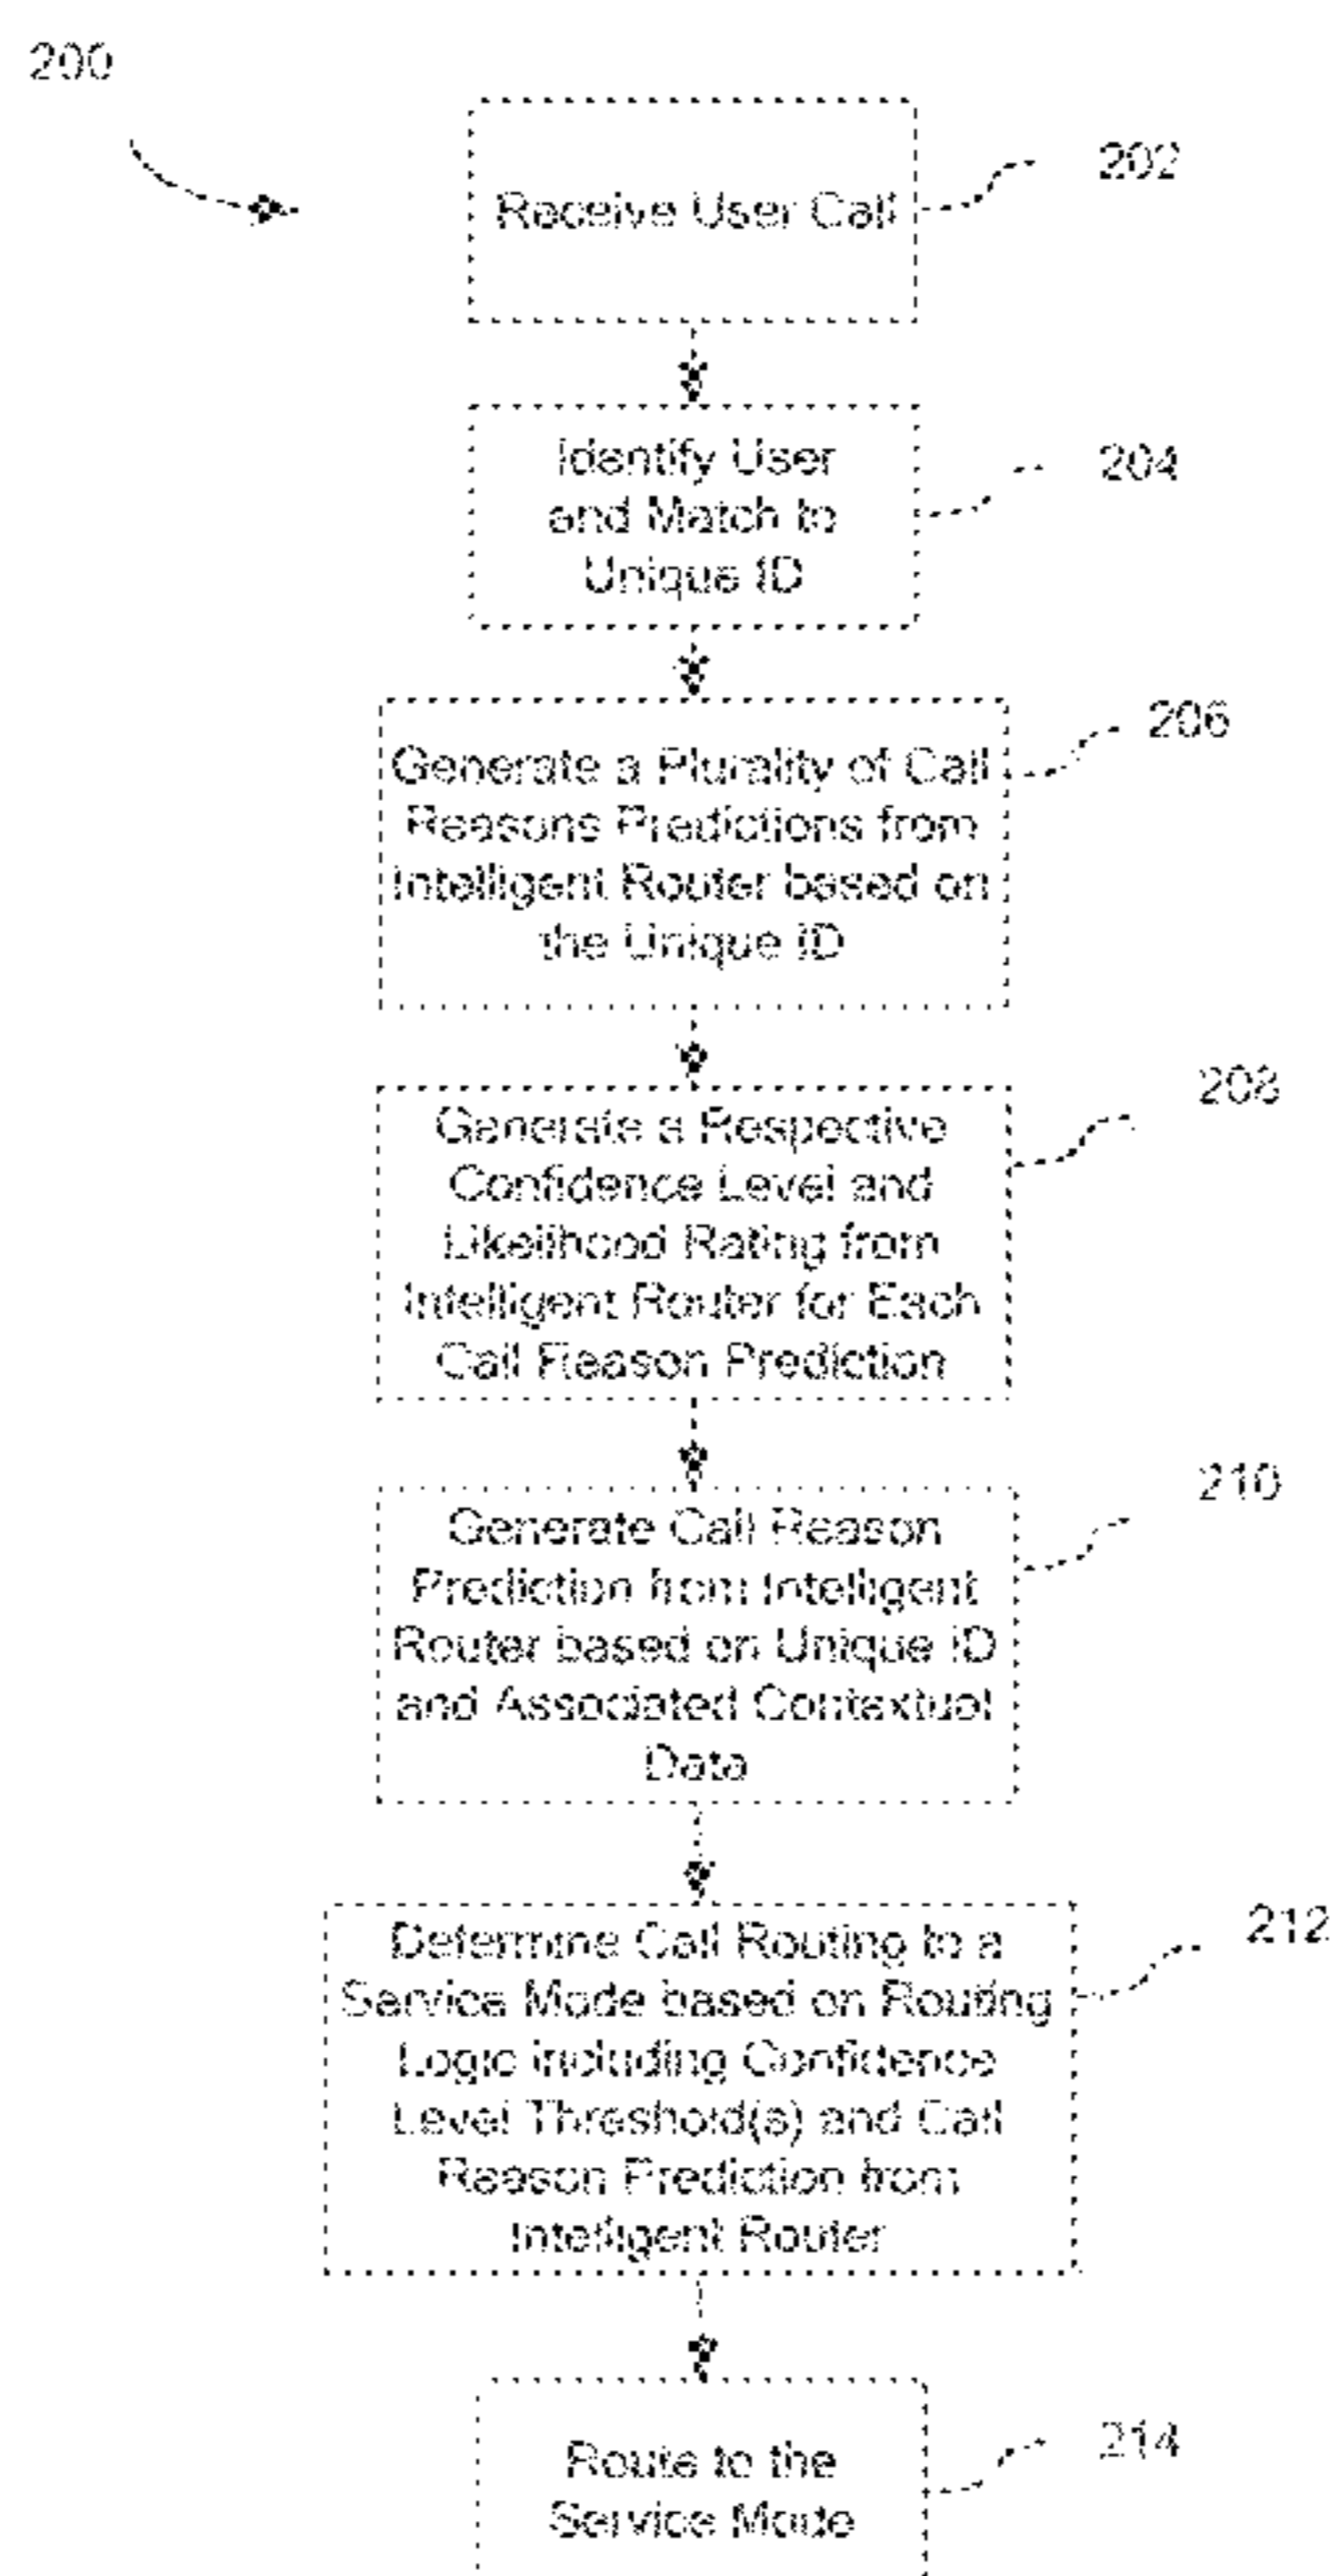 200
Receive User Call
202
Identify User
and Match to
Unique ID
204
Generate a Plurality of Call
Reasons Predictions from
Intelligent Router based on
the Unique ID
206
Generate a Respective
Confidence Level and
Likelihood Rating from
Intelligent Router for Each
Call Reason Prediction
208
Generate Call Reason
Prediction from Intelligent
Router based on Unique ID
and Associated Contextual
Data
210
Determine Call Routing to a
Service Mode based on Routing
Logic including Confidence
Level Threshold(s) and Call
Reason Prediction from
Intelligent Router
212
Route to the
Service Mode
214